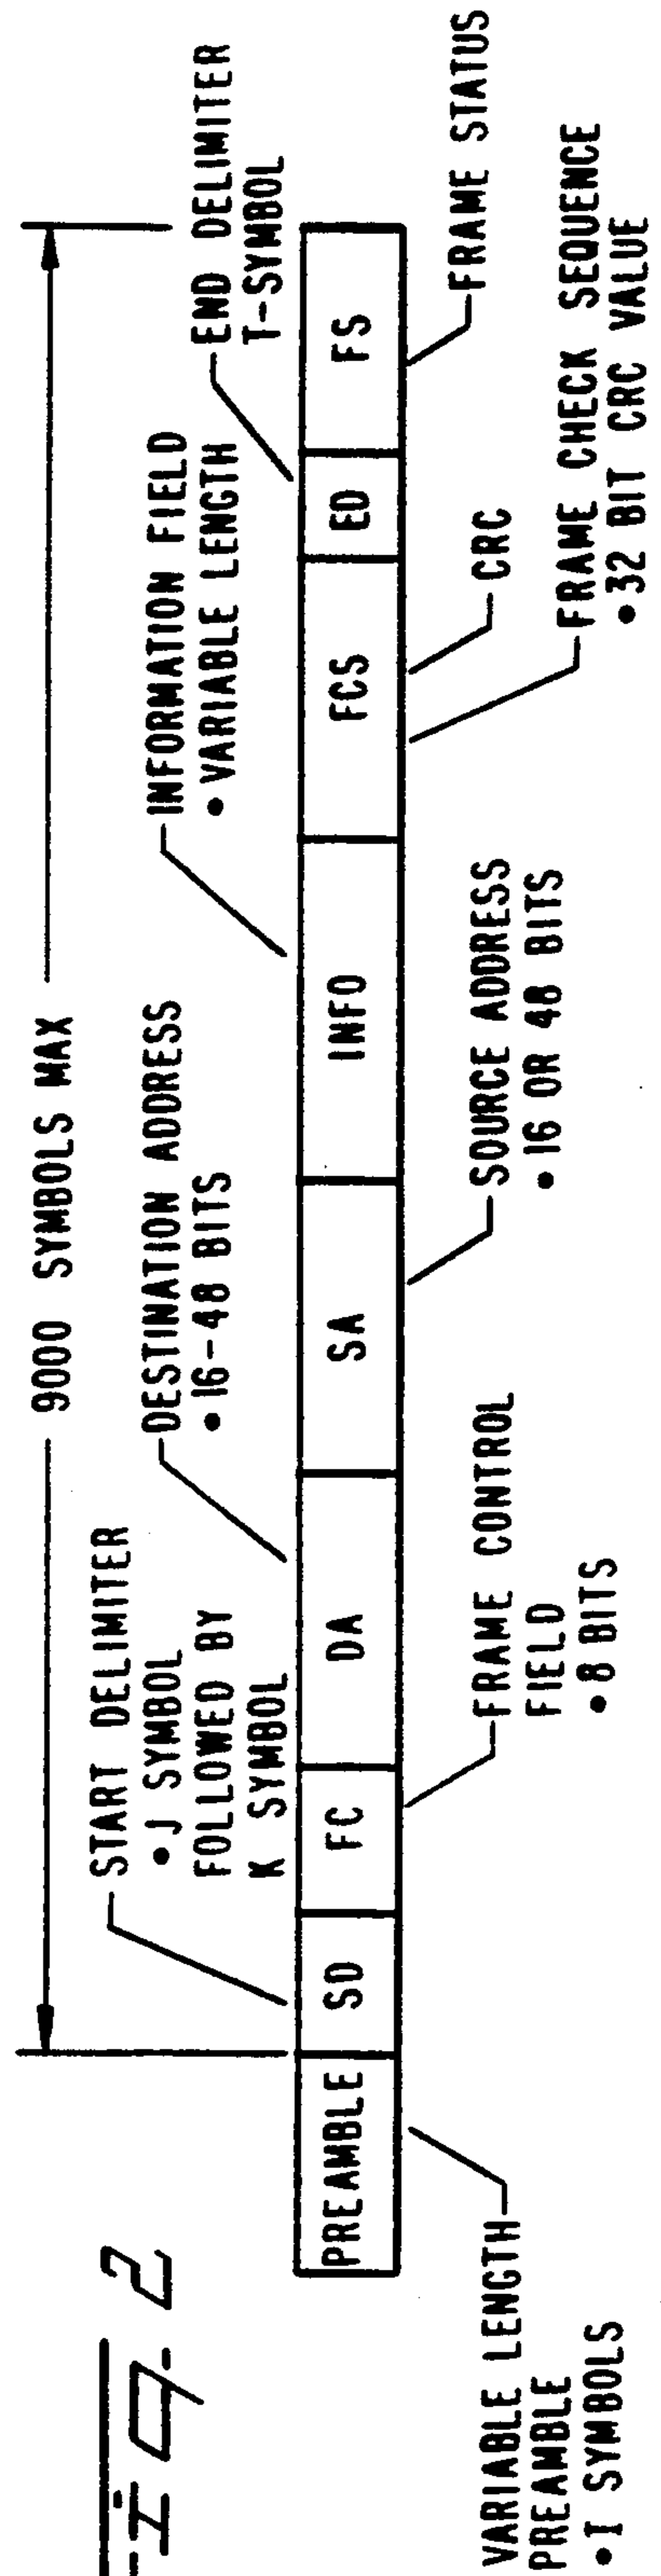 Fig. 2
9000 SYMBOLS MAX
START DELIMITER
• J SYMBOL
FOLLOWED BY
K SYMBOL
DESTINATION ADDRESS
• 16-48 BITS
INFORMATION FIELD
• VARIABLE LENGTH
END DELIMITER
T-SYMBOL
PREAMBLE
SD
FC
DA
SA
INFO
FCS
ED
FS
VARIABLE LENGTH
PREAMBLE
• I SYMBOLS
FRAME CONTROL
FIELD
• 8 BITS
SOURCE ADDRESS
• 16 OR 48 BITS
CRC
FRAME CHECK SEQUENCE
• 32 BIT CRC VALUE
FRAME STATUS